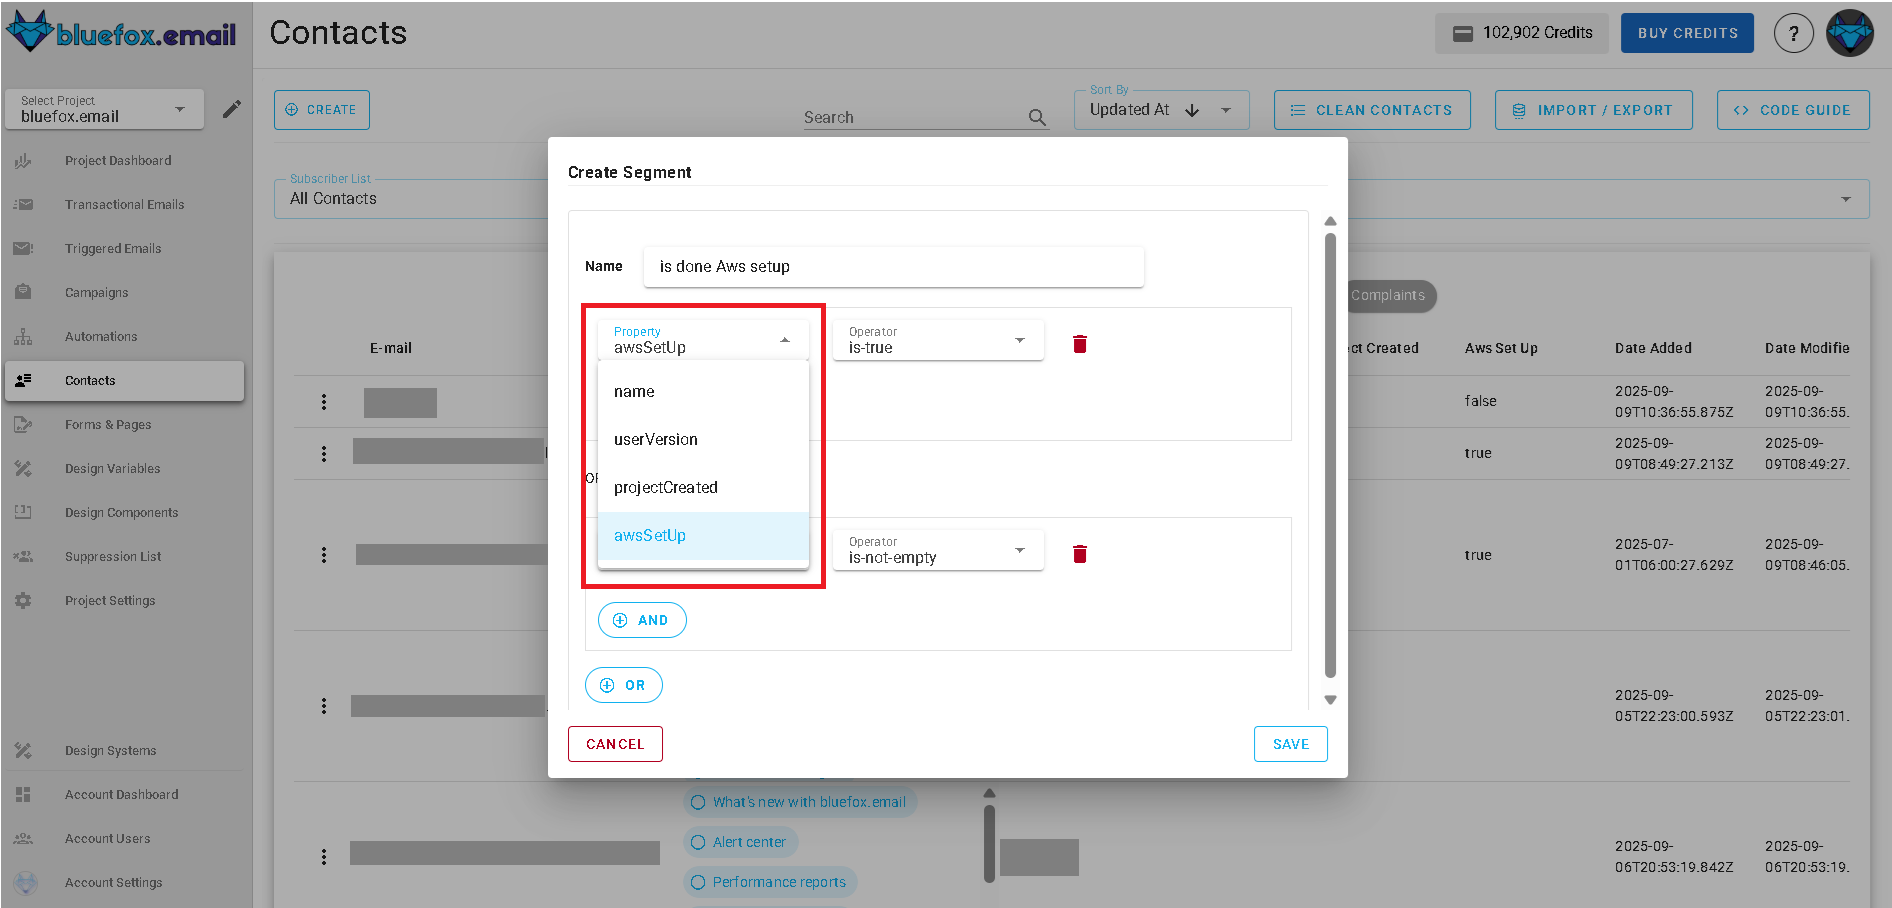 bluefox.email
Contacts
102,902 Credits
BUY CREDITS
?
Select Project
bluefox.email
CREATE
Search
Sort By
Updated At
CLEAN CONTACTS
IMPORT / EXPORT
CODE GUIDE
Project Dashboard
Transactional Emails
Triggered Emails
Campaigns
Automations
Contacts
Forms & Pages
Design Variables
Design Components
Suppression List
Project Settings
Design Systems
Account Dashboard
Account Users
Account Settings
Subscriber List
All Contacts
Create Segment
Name
is done Aws setup
Property
awsSetUp
Operator
is-true
name
userVersion
projectCreated
awsSetUp
Operator
is-not-empty
AND
OR
CANCEL
SAVE
Complaints
E-mail
Created
Aws Set Up
Date Added
Date Modifie
false
2025-09-
09T10:36:55.875Z
2025-09-
09T10:36:55.
true
2025-09-
09T08:49:27.213Z
2025-09-
09T08:49:27.
true
2025-07-
01T06:00:27.629Z
2025-09-
09T08:46:05.
2025-09-
05T22:23:00.593Z
2025-09-
05T22:23:01.
What's new with bluefox.email
Alert center
Performance reports
2025-09-
06T20:53:19.842Z
2025-09-
06T20:53:19.